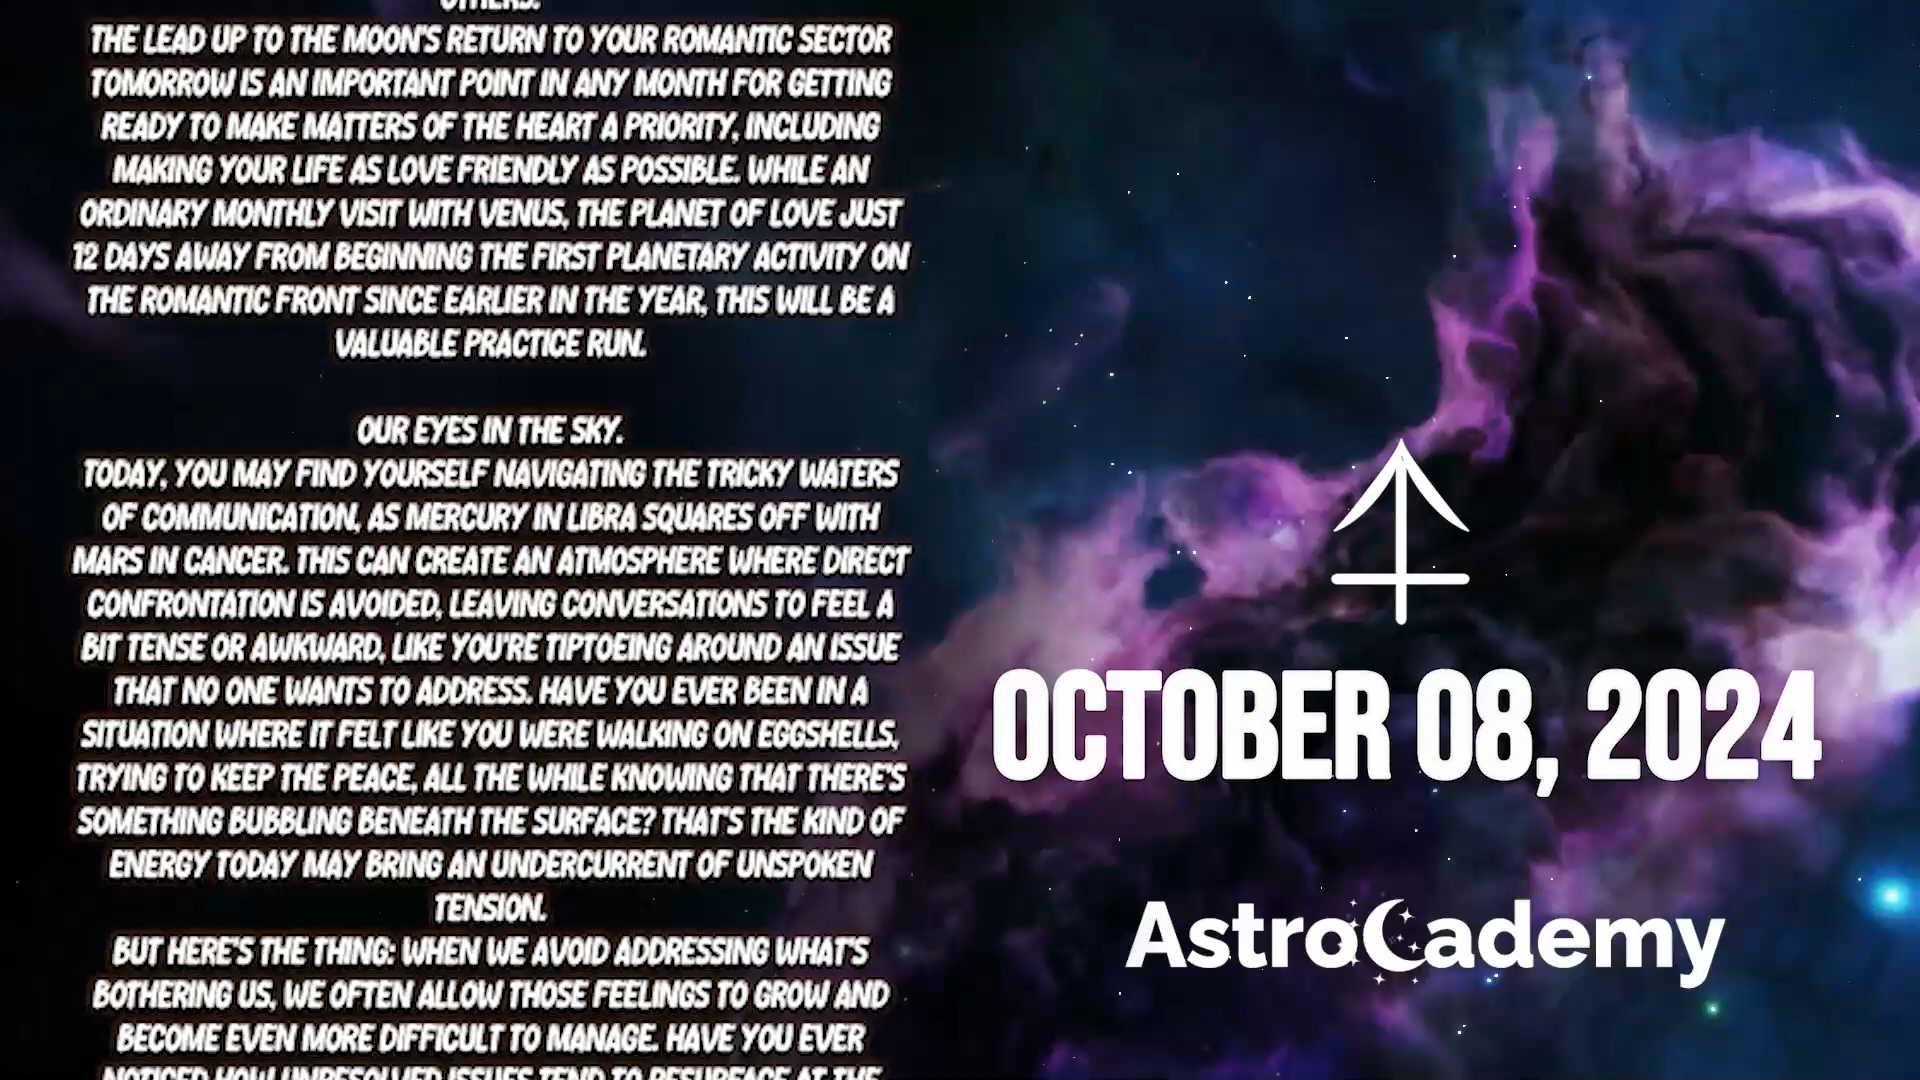 OTHERS.
THE LEAD UP TO THE MOON'S RETURN TO YOUR ROMANTIC SECTOR
TOMORROW IS AN IMPORTANT POINT IN ANY MONTH FOR GETTING
READY TO MAKE MATTERS OF THE HEART A PRIORITY, INCLUDING
MAKING YOUR LIFE AS LOVE FRIENDLY AS POSSIBLE. WHILE AN
ORDINARY MONTHLY VISIT WITH VENUS, THE PLANET OF LOVE JUST
12 DAYS AWAY FROM BEGINNING THE FIRST PLANETARY ACTIVITY ON
THE ROMANTIC FRONT SINCE EARLIER IN THE YEAR, THIS WILL BE A
VALUABLE PRACTICE RUN.
OUR EYES IN THE SKY.
TODAY, YOU MAY FIND YOURSELF NAVIGATING THE TRICKY WATERS
OF COMMUNICATION, AS MERCURY IN LIBRA SQUARES OFF WITH
MARS IN CANCER. THIS CAN CREATE AN ATMOSPHERE WHERE DIRECT
CONFRONTATION IS AVOIDED, LEAVING CONVERSATIONS TO FEEL A
BIT TENSE OR AWKWARD, LIKE YOU'RE TIPTOEING AROUND AN ISSUE
THAT NO ONE WANTS TO ADDRESS. HAVE YOU EVER BEEN IN A
SITUATION WHERE IT FELT LIKE YOU WERE WALKING ON EGGSHELLS,
TRYING TO KEEP THE PEACE, ALL THE WHILE KNOWING THAT THERE'S
SOMETHING BUBBLING BENEATH THE SURFACE? THAT'S THE KIND OF
ENERGY TODAY MAY BRING AN UNDERCURRENT OF UNSPOKEN
TENSION.
BUT HERE'S THE THING: WHEN WE AVOID ADDRESSING WHAT'S
BOTHERING US, WE OFTEN ALLOW THOSE FEELINGS TO GROW AND
BECOME EVEN MORE DIFFICULT TO MANAGE. HAVE YOU EVER
NOTICED HOW UNRESOLVED ISSUES TEND TO RESURFACE AT THE
OCTOBER 08, 2024
AstroCademy